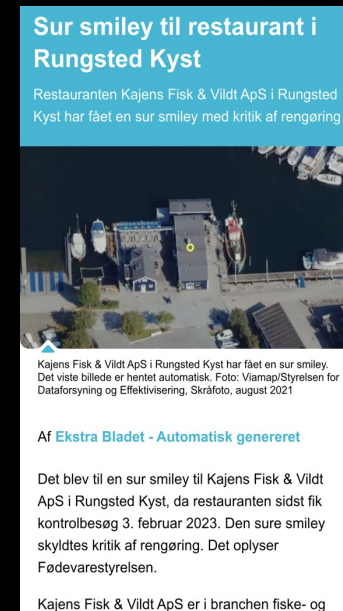 Sur smiley til restaurant i
Rungsted Kyst
Restauranten Kajens Fisk & Vildt ApS i Rungsted
Kyst har fået en sur smiley med kritik af rengøring
Kajens Fisk & Vildt ApS i Rungsted Kyst har fået en sur smiley.
Det viste billede er hentet automatisk. Foto: Viamap/Styrelsen for
Dataforsyning og Effektivisering, Skråfoto, august 2021
Af Ekstra Bladet - Automatisk genereret
Det blev til en sur smiley til Kajens Fisk & Vildt
ApS i Rungsted Kyst, da restauranten sidst fik
kontrolbesøg 3. februar 2023. Den sure smiley
skyldtes kritik af rengøring. Det oplyser
Fødevarestyrelsen.
Kajens Fisk & Vildt ApS er i branchen fiske- og